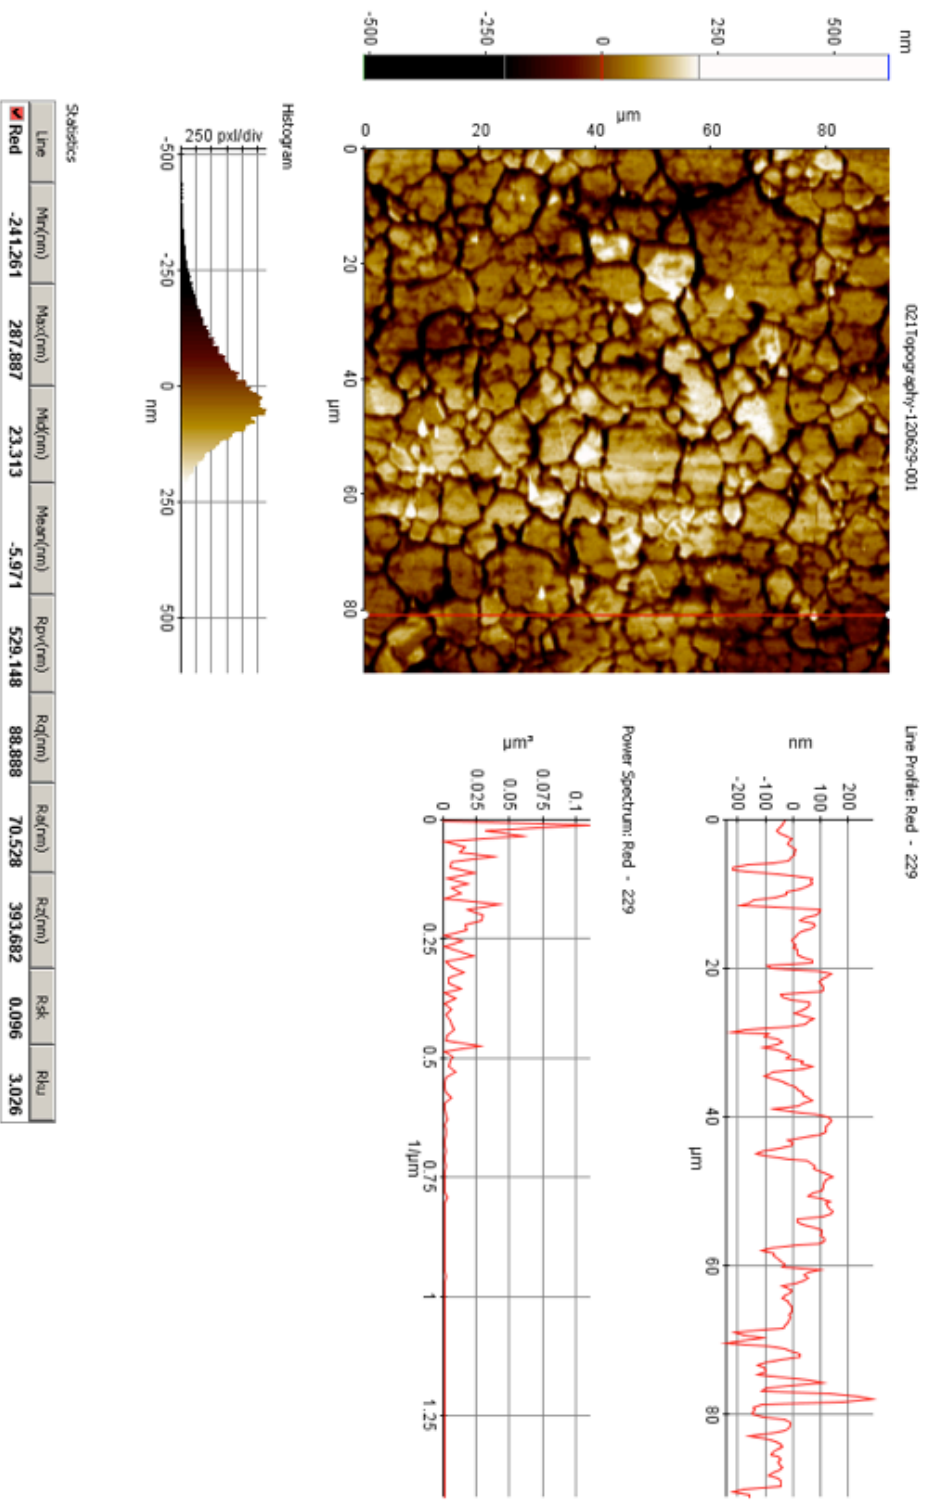 021Topography-120629-001
nm
-500 -250 0 250 500
µm
0 20 40 60 80
0 20 40 60 80
µm
Line Profile: Red - 229
nm
-200 -100 0 100 200
0 20 40 60 80
µm
Histogram
250 pxl/div
-500 -250 0 250 500
nm
Power Spectrum: Red - 229
µm²
0 0.025 0.05 0.075 0.1
0 0.25 0.5 0.75 1 1.25
1/µm
Statistics
Line Min(nm) Max(nm) Mid(nm) Mean(nm) Rpv(nm) Rq(nm) Ra(nm) Rz(nm) Rsk Rku
Red -241.261 287.887 23.313 -5.971 529.148 88.888 70.528 393.682 0.096 3.026